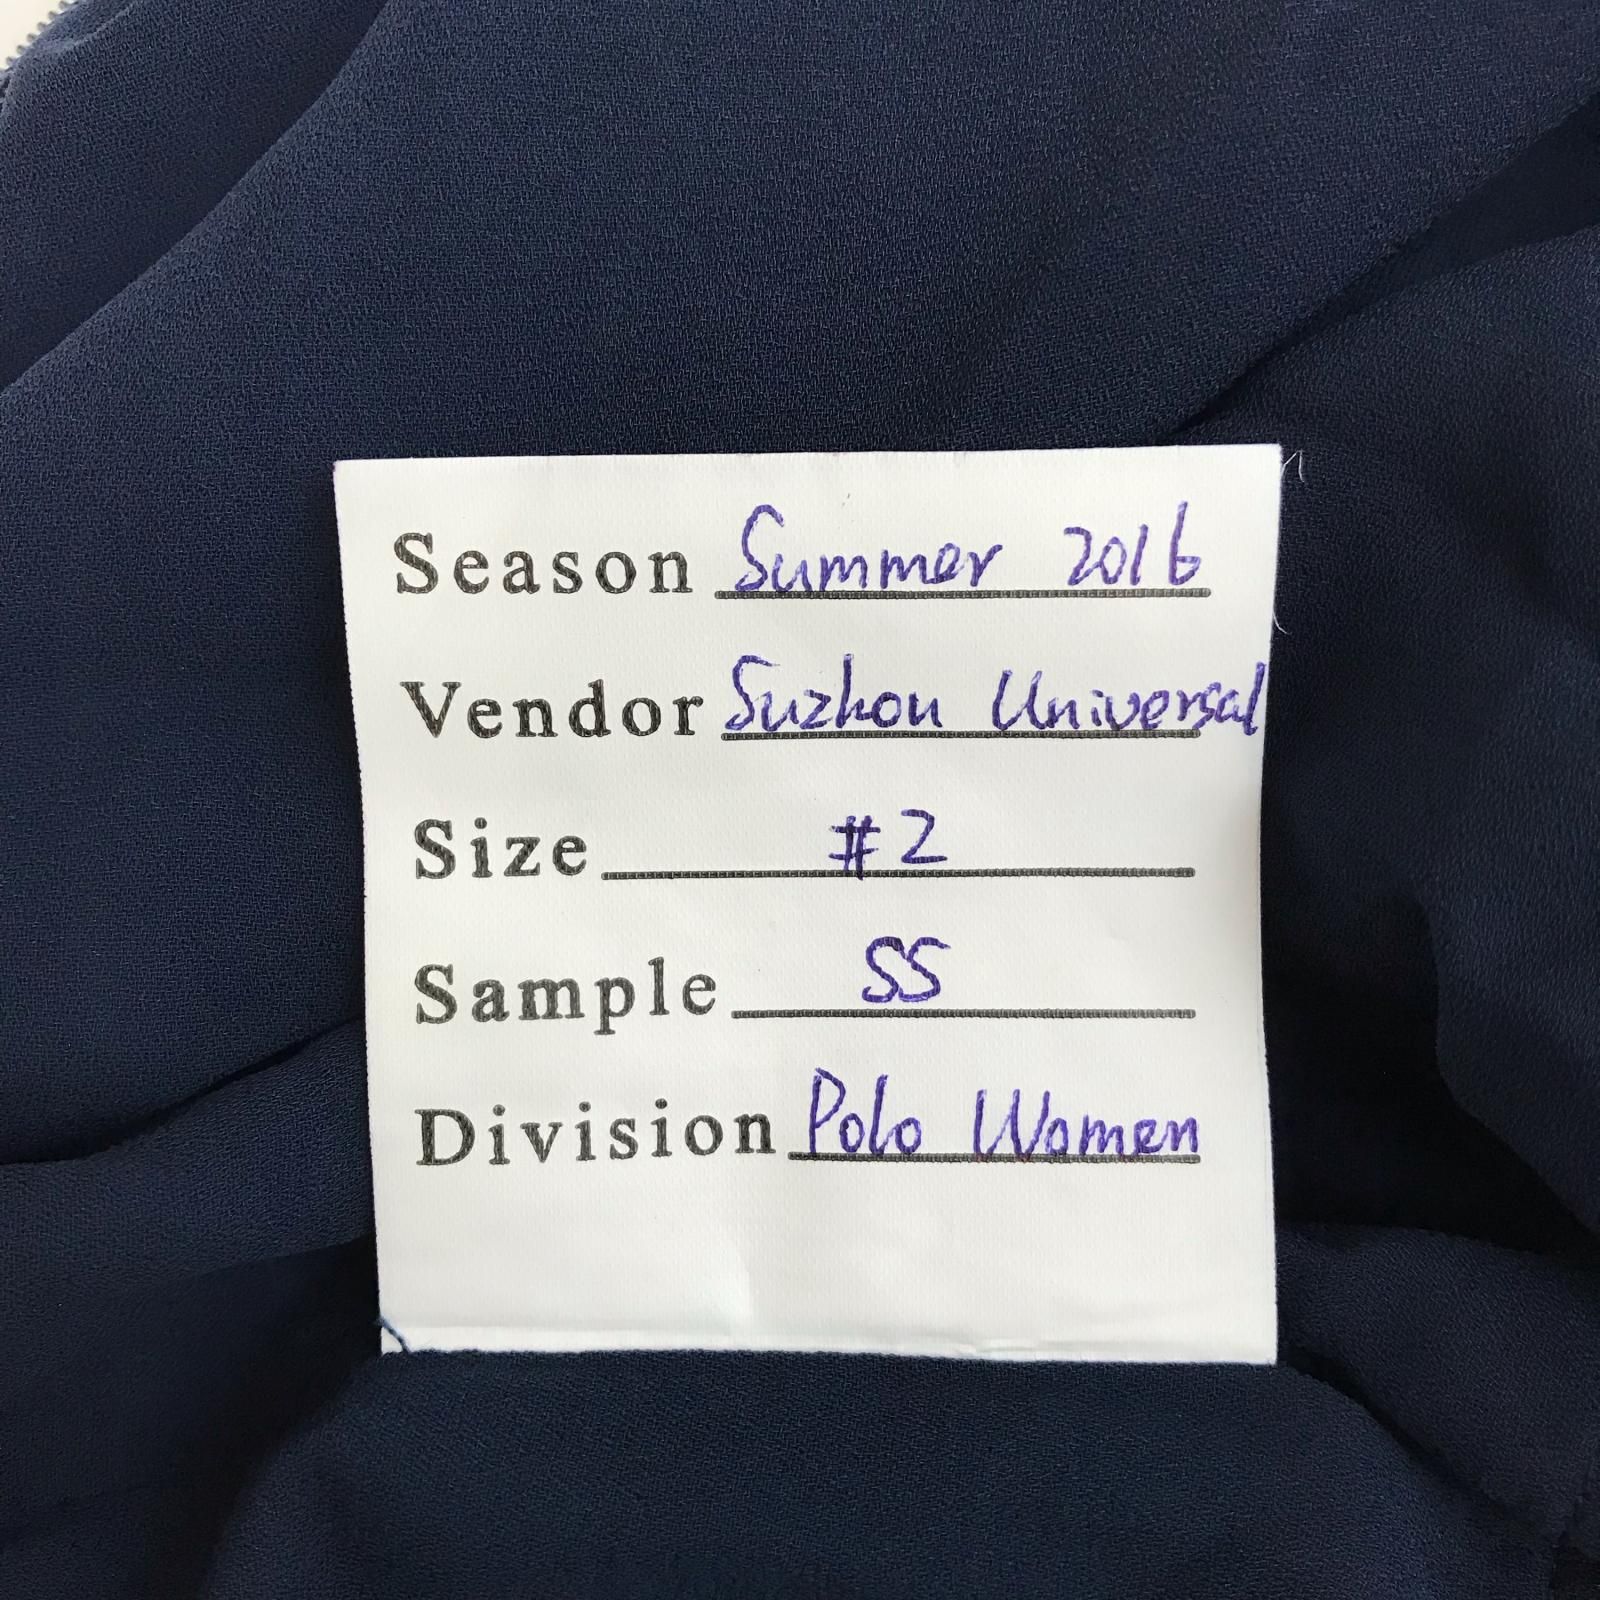 Season Summer 2016
Vendor Suzhou Universal
Size #2
Sample SS
Division Polo Women